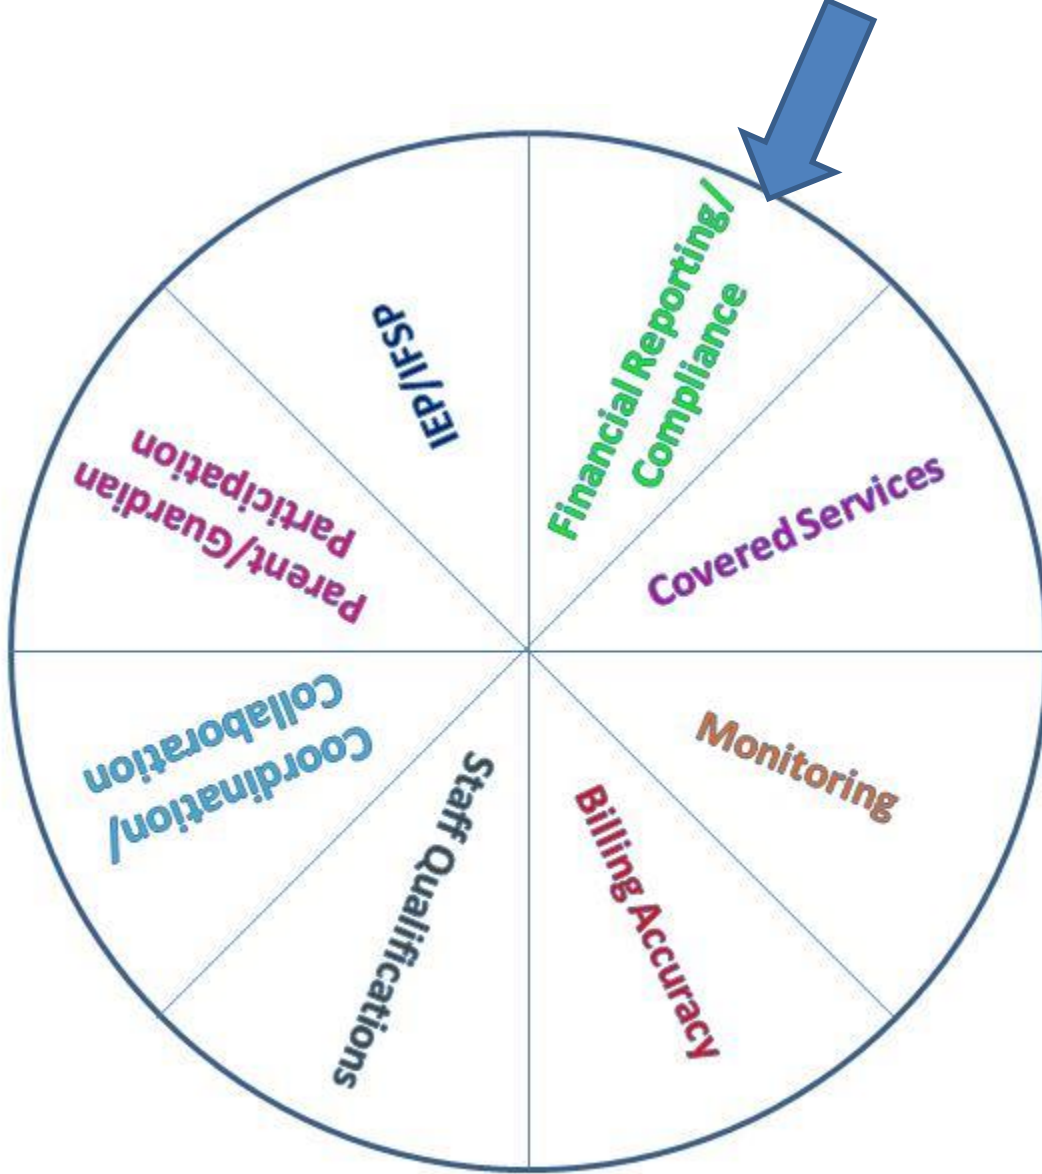 Financial Reporting/
Compliance
Covered Services
Monitoring
Billing Accuracy
Staff Qualifications
Coordination/
Collaboration
Parent/Guardian
Participation
IEP/IFSP